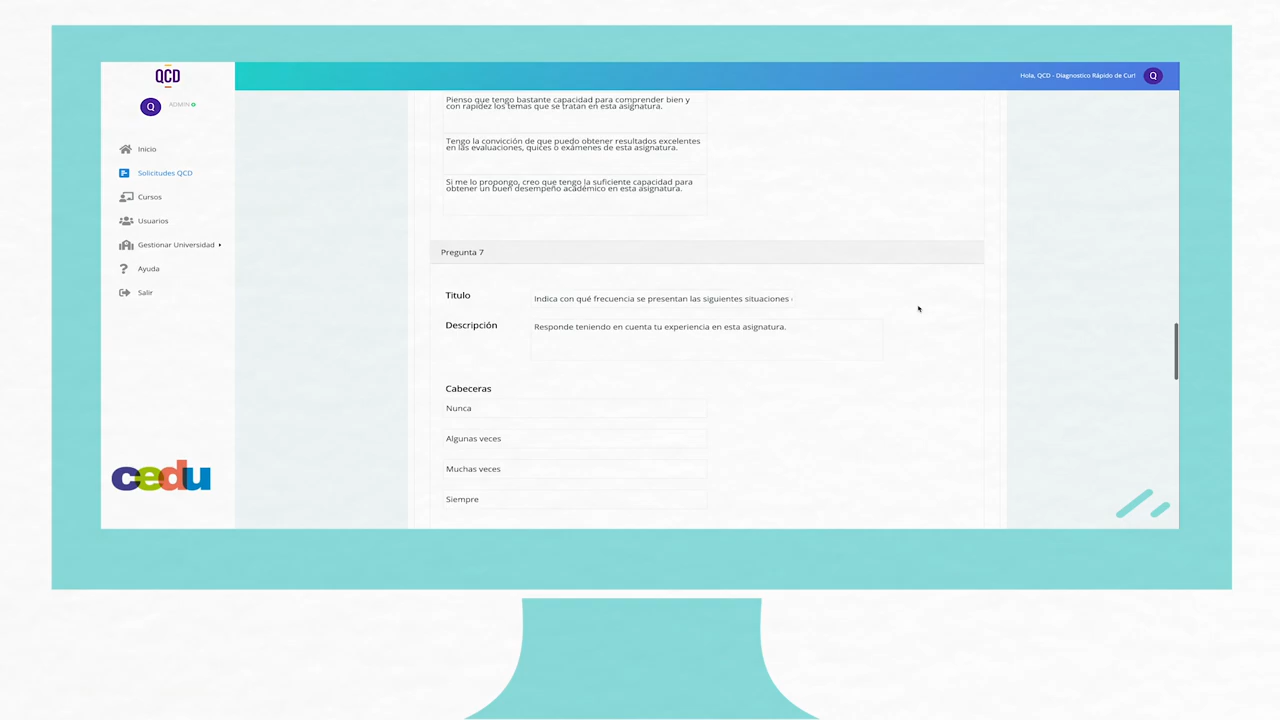 QCD
Hola, QCD - Diagnostico Rápido de Cur!
Q
Q
ADMIN
Inicio
Solicitudes QCD
Cursos
Usuarios
Gestionar Universidad
Ayuda
Salir
cedu
Pienso que tengo bastante capacidad para comprender bien y
con rapidez los temas que se tratan en esta asignatura.
Tengo la convicción de que puedo obtener resultados excelentes
en las evaluaciones, quices o exámenes de esta asignatura.
Si me lo propongo, creo que tengo la suficiente capacidad para
obtener un buen desempeño académico en esta asignatura.
Pregunta 7
Titulo
Indica con qué frecuencia se presentan las siguientes situaciones
Descripción
Responde teniendo en cuenta tu experiencia en esta asignatura.
Cabeceras
Nunca
Algunas veces
Muchas veces
Siempre